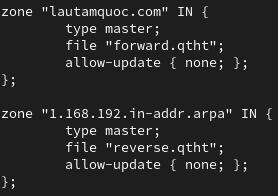 zone "lautamquoc.com" IN {
type master;
file "forward.qtht";
allow-update { none; };
};
zone "1.168.192.in-addr.arpa" IN {
type master;
file "reverse.qtht";
allow-update { none; };
};